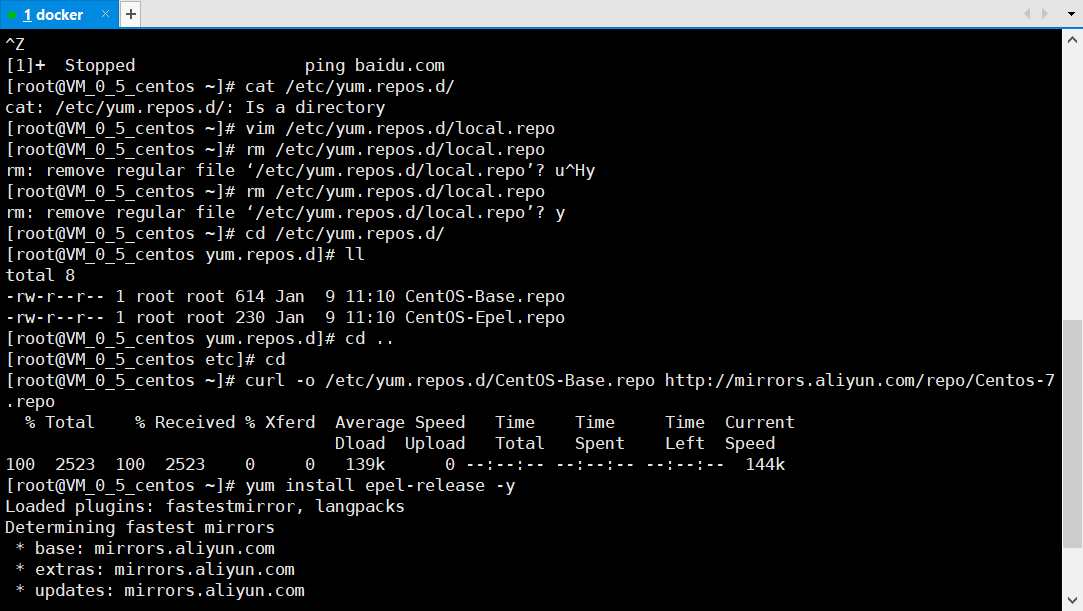 1 docker × +
^Z
[1]+  Stopped                 ping baidu.com
[root@VM_0_5_centos ~]# cat /etc/yum.repos.d/
cat: /etc/yum.repos.d/: Is a directory
[root@VM_0_5_centos ~]# vim /etc/yum.repos.d/local.repo
[root@VM_0_5_centos ~]# rm /etc/yum.repos.d/local.repo
rm: remove regular file ‘/etc/yum.repos.d/local.repo’? u^Hy
[root@VM_0_5_centos ~]# rm /etc/yum.repos.d/local.repo
rm: remove regular file ‘/etc/yum.repos.d/local.repo’? y
[root@VM_0_5_centos ~]# cd /etc/yum.repos.d/
[root@VM_0_5_centos yum.repos.d]# ll
total 8
-rw-r--r-- 1 root root 614 Jan  9 11:10 CentOS-Base.repo
-rw-r--r-- 1 root root 230 Jan  9 11:10 CentOS-Epel.repo
[root@VM_0_5_centos yum.repos.d]# cd ..
[root@VM_0_5_centos etc]# cd
[root@VM_0_5_centos ~]# curl -o /etc/yum.repos.d/CentOS-Base.repo http://mirrors.aliyun.com/repo/Centos-7
.repo
  % Total    % Received % Xferd  Average Speed   Time    Time     Time  Current
                                 Dload  Upload   Total   Spent    Left  Speed
100  2523  100  2523    0     0   139k      0 --:--:-- --:--:-- --:--:--  144k
[root@VM_0_5_centos ~]# yum install epel-release -y
Loaded plugins: fastestmirror, langpacks
Determining fastest mirrors
 * base: mirrors.aliyun.com
 * extras: mirrors.aliyun.com
 * updates: mirrors.aliyun.com